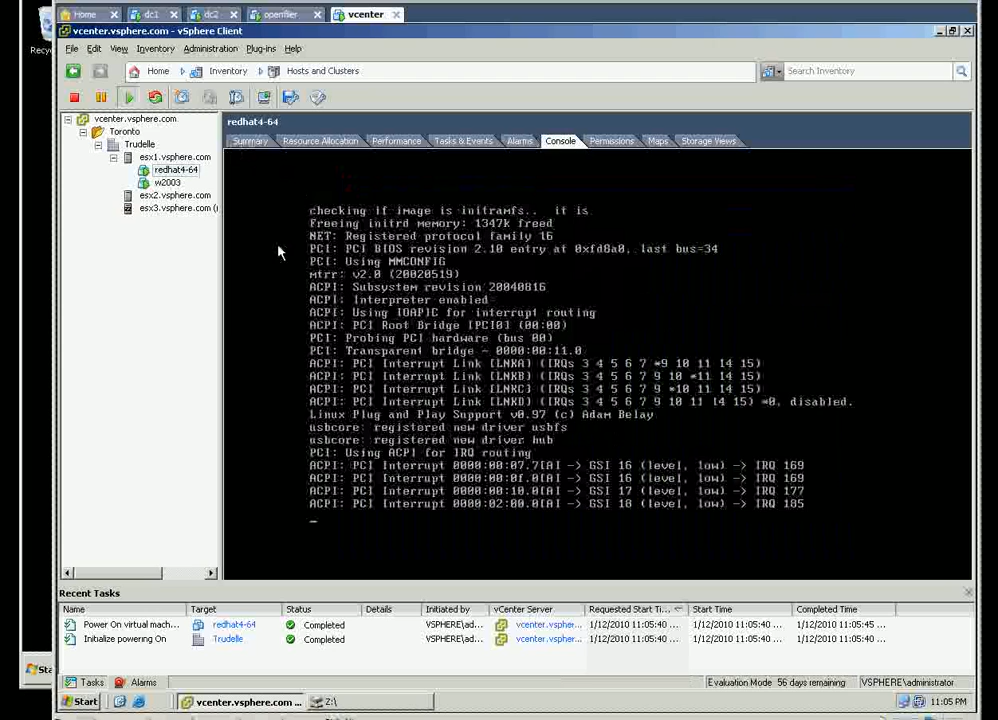 Home dc1 dc2 openfiler vcenter
vcenter.vsphere.com - vSphere Client
File Edit View Inventory Administration Plug-ins Help
Home Inventory Hosts and Clusters Search Inventory
vcenter.vsphere.com
Toronto
Trudelle
esx1.vsphere.com
redhat4-64
w2003
esx2.vsphere.com
esx3.vsphere.com (
redhat4-64
Summary Resource Allocation Performance Tasks & Events Alarms Console Permissions Maps Storage Views
checking if image is initramfs.. it is
Freeing initrd memory: 1347k freed
NET: Registered protocol family 16
PCI: PCI BIOS revision 2.10 entry at 0xfd8a0, last bus=34
PCI: Using MMCONFIG
mtrr: v2.0 (20020519)
ACPI: Subsystem revision 20040816
ACPI: Interpreter enabled
ACPI: Using IOAPIC for interrupt routing
ACPI: PCI Root Bridge [PCI0] (00:00)
PCI: Probing PCI hardware (bus 00)
PCI: Transparent bridge - 0000:00:11.0
ACPI: PCI Interrupt Link [LNKA] (IRQs 3 4 5 6 7 *9 10 11 14 15)
ACPI: PCI Interrupt Link [LNKB] (IRQs 3 4 5 6 7 9 10 *11 14 15)
ACPI: PCI Interrupt Link [LNKC] (IRQs 3 4 5 6 7 9 *10 11 14 15)
ACPI: PCI Interrupt Link [LNKD] (IRQs 3 4 5 6 7 9 10 11 14 15) *0, disabled.
Linux Plug and Play Support v0.97 (c) Adam Belay
usbcore: registered new driver usbfs
usbcore: registered new driver hub
PCI: Using ACPI for IRQ routing
ACPI: PCI Interrupt 0000:00:07.7[A] -> GSI 16 (level, low) -> IRQ 169
ACPI: PCI Interrupt 0000:00:0f.0[A] -> GSI 16 (level, low) -> IRQ 169
ACPI: PCI Interrupt 0000:00:10.0[A] -> GSI 17 (level, low) -> IRQ 177
ACPI: PCI Interrupt 0000:02:00.0[A] -> GSI 18 (level, low) -> IRQ 185
Recent Tasks
Name Target Status Details Initiated by vCenter Server Requested Start Ti... Start Time Completed Time
Power On virtual mach... redhat4-64 Completed VSPHERE\ad... vcenter.vspher... 1/12/2010 11:05:40 ... 1/12/2010 11:05:40 ... 1/12/2010 11:05:45 ...
Initialize powering On Trudelle Completed VSPHERE\ad... vcenter.vspher... 1/12/2010 11:05:40 ... 1/12/2010 11:05:40 ... 1/12/2010 11:05:40 ...
Tasks Alarms Evaluation Mode: 56 days remaining VSPHERE\administrator
Start vcenter.vsphere.com ... Z:\ 11:05 PM